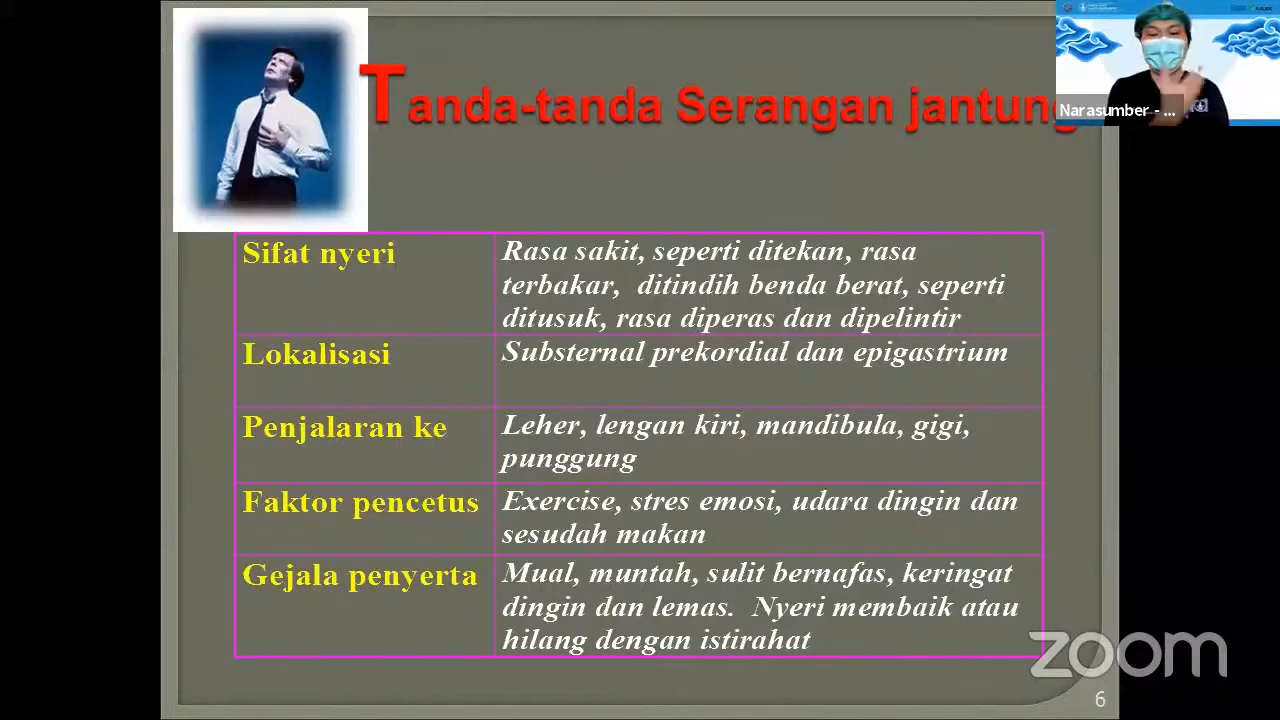 Tanda-tanda Serangan jantung
Narasumber - ...
Sifat nyeri
Rasa sakit, seperti ditekan, rasa
terbakar, ditindih benda berat, seperti
ditusuk, rasa diperas dan dipelintir
Lokalisasi
Substernal prekordial dan epigastrium
Penjalaran ke
Leher, lengan kiri, mandibula, gigi,
punggung
Faktor pencetus
Exercise, stres emosi, udara dingin dan
sesudah makan
Gejala penyerta
Mual, muntah, sulit bernafas, keringat
dingin dan lemas. Nyeri membaik atau
hilang dengan istirahat
zoom
6